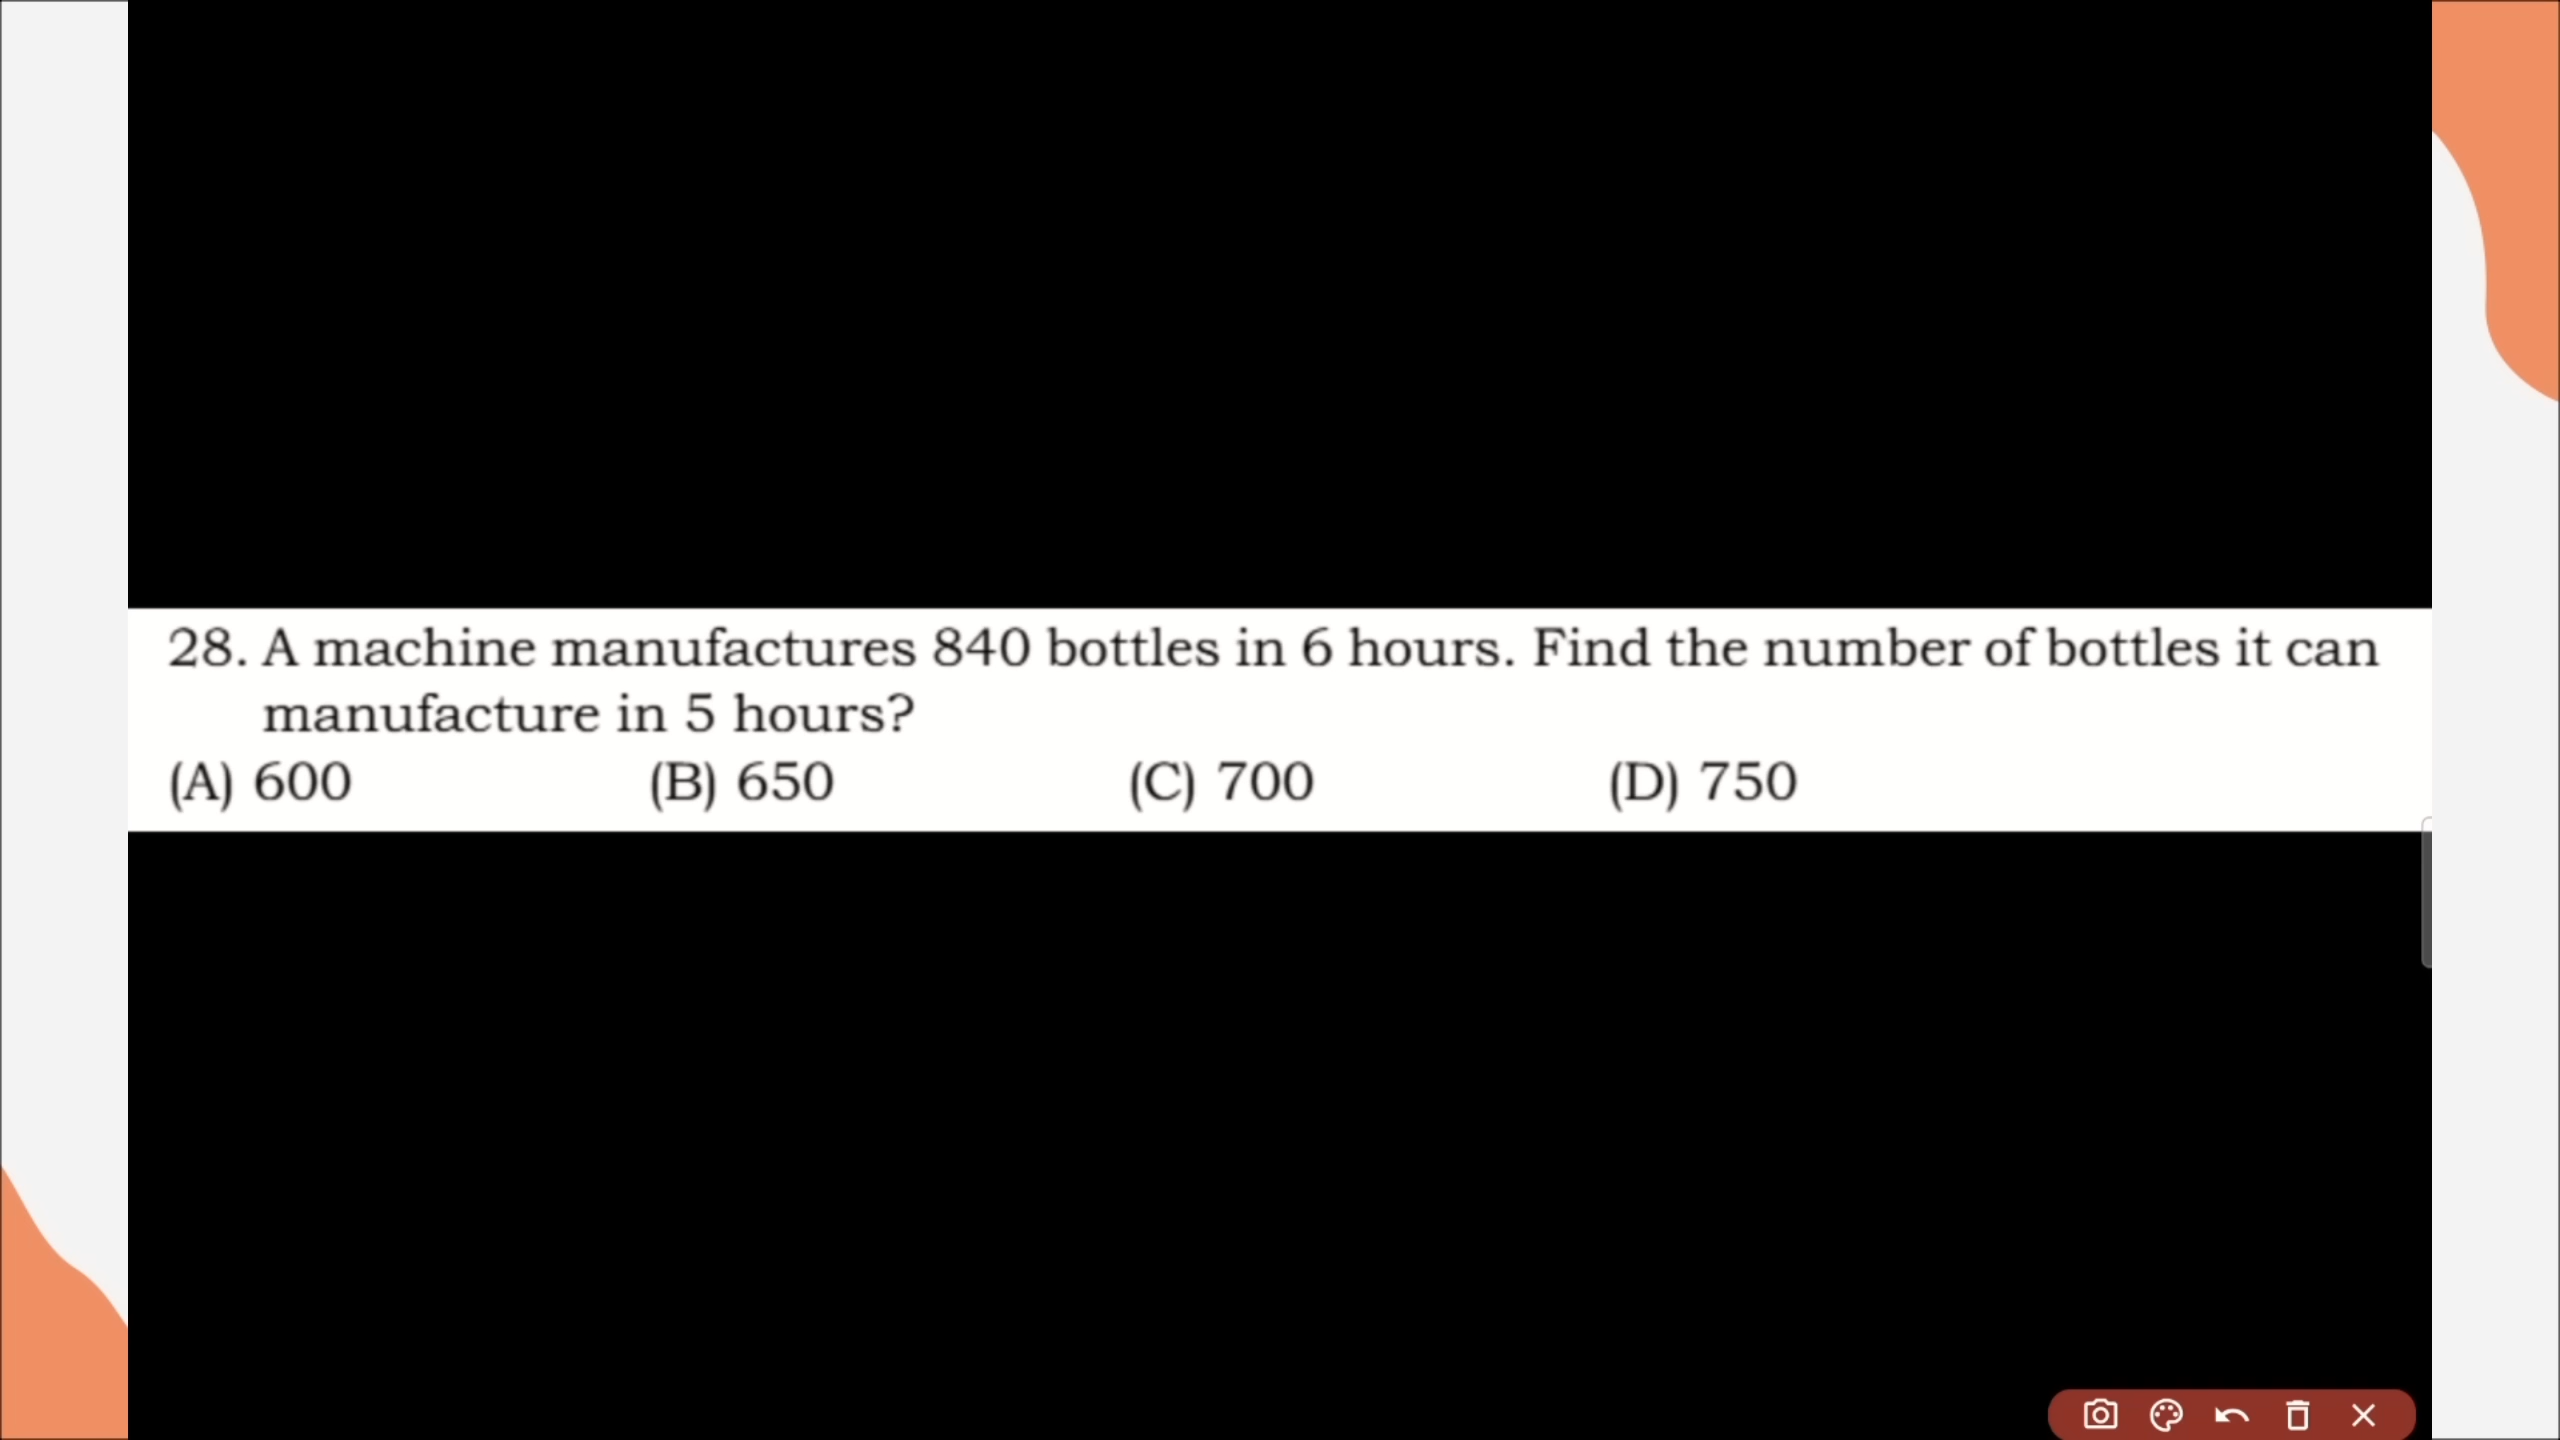 28. A machine manufactures 840 bottles in 6 hours. Find the number of bottles it can
manufacture in 5 hours?
(A) 600 (B) 650 (C) 700 (D) 750